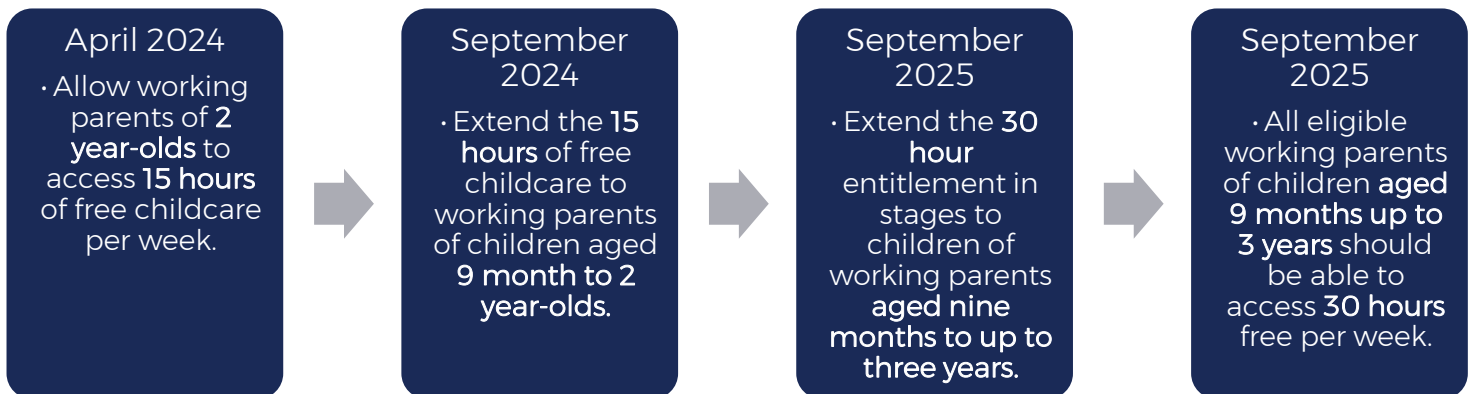 April 2024
• Allow working
parents of 2
year-olds to
access 15 hours
of free childcare
per week.
September
2024
• Extend the 15
hours of free
childcare to
working parents
of children aged
9 month to 2
year-olds.
September
2025
• Extend the 30
hour
entitlement in
stages to
children of
working parents
aged nine
months to up to
three years.
September
2025
• All eligible
working parents
of children aged
9 months up to
3 years should
be able to
access 30 hours
free per week.